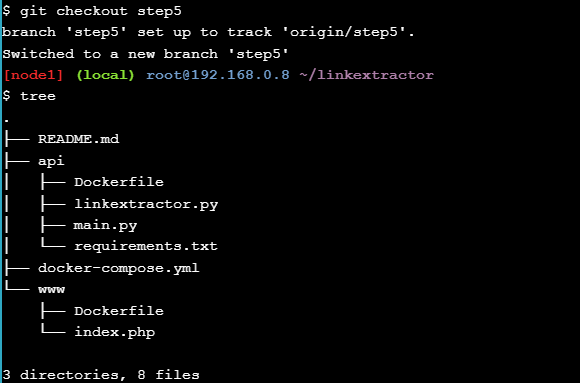 $ git checkout step5
branch 'step5' set up to track 'origin/step5'.
Switched to a new branch 'step5'
[node1] (local) root@192.168.0.8 ~/linkextractor
$ tree
.
├── README.md
├── api
│   ├── Dockerfile
│   ├── linkextractor.py
│   ├── main.py
│   └── requirements.txt
├── docker-compose.yml
└── www
    ├── Dockerfile
    └── index.php

3 directories, 8 files